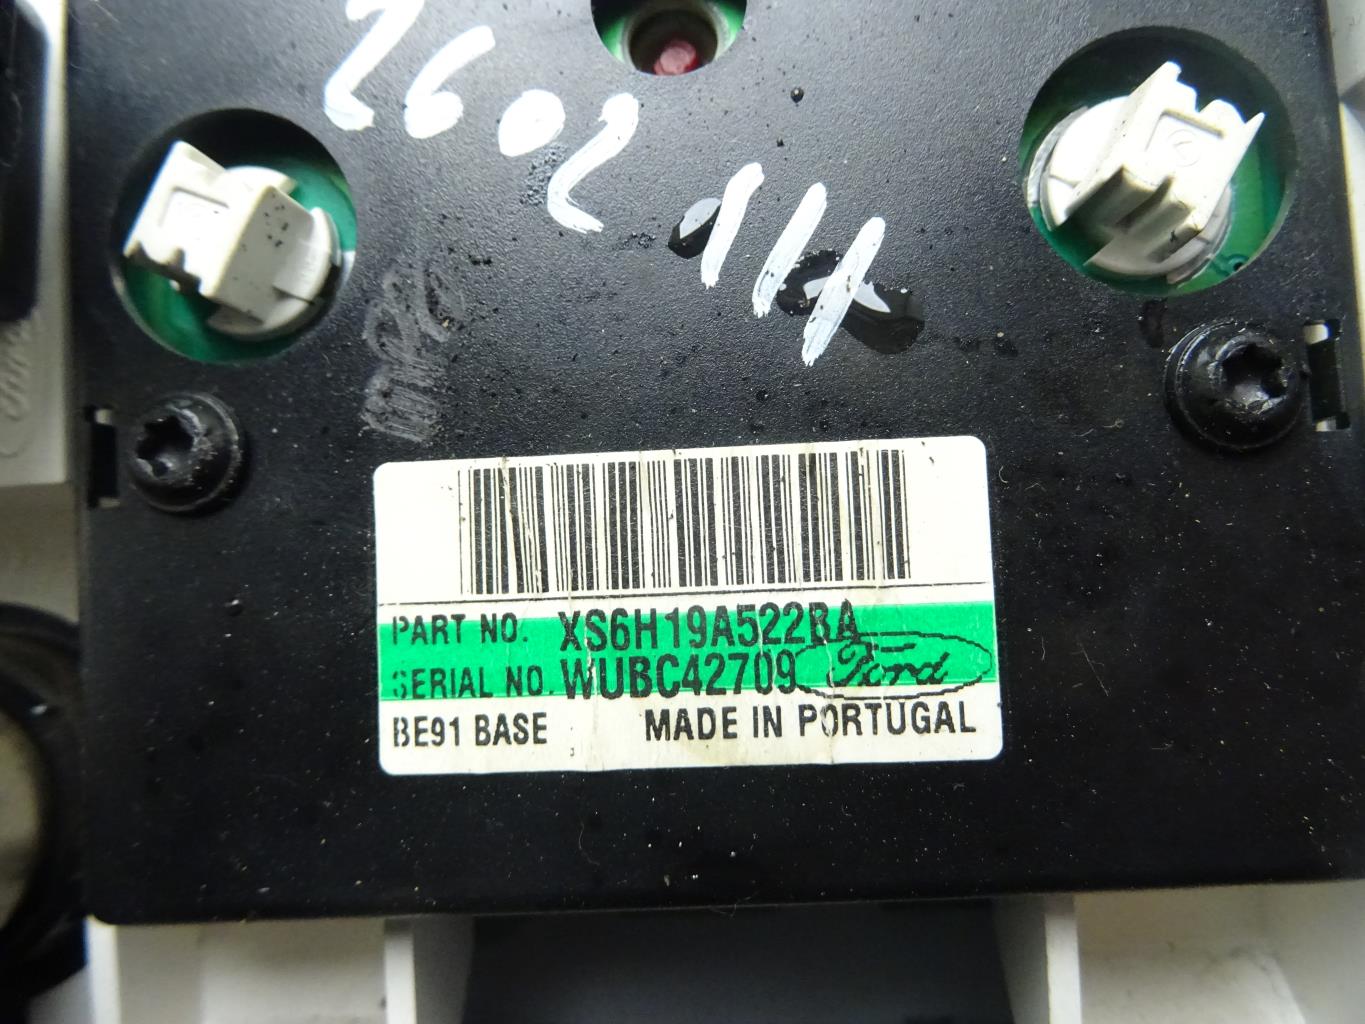 2602 114
PART NO. XS6H19A522BA
SERIAL NO. WUBC42709 Ford
BE91 BASE MADE IN PORTUGAL